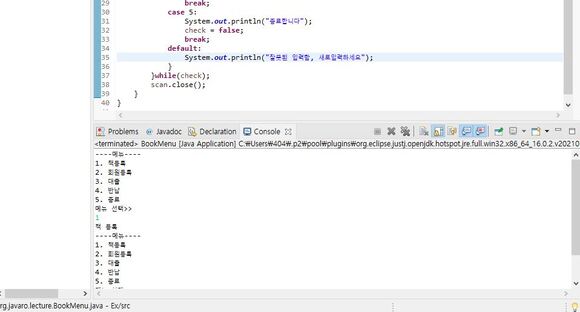 break;
31 case 5:
32 System.out.println("종료합니다");
33 check = false;
33 break;
34 default:
35 System.out.println("잘못된 입력함, 새로입력하세요");
36 }
37 }while(check);
38 scan.close();
39 }
40 }
Problems Javadoc Declaration Console
<terminated> BookMenu [Java Application] C:₩Users₩404₩.p2₩pool₩plugins₩org.eclipse.justj.openjdk.hotspot.jre.full.win32.x86_64_16.0.2.v20210
----메뉴----
1. 책등록
2. 회원등록
3. 대출
4. 반납
5. 종료
메뉴 선택>>
1
책 등록
----메뉴----
1. 책등록
2. 회원등록
3. 대출
4. 반납
5. 종료
rg.javaro.lecture.BookMenu.java - Ex/src